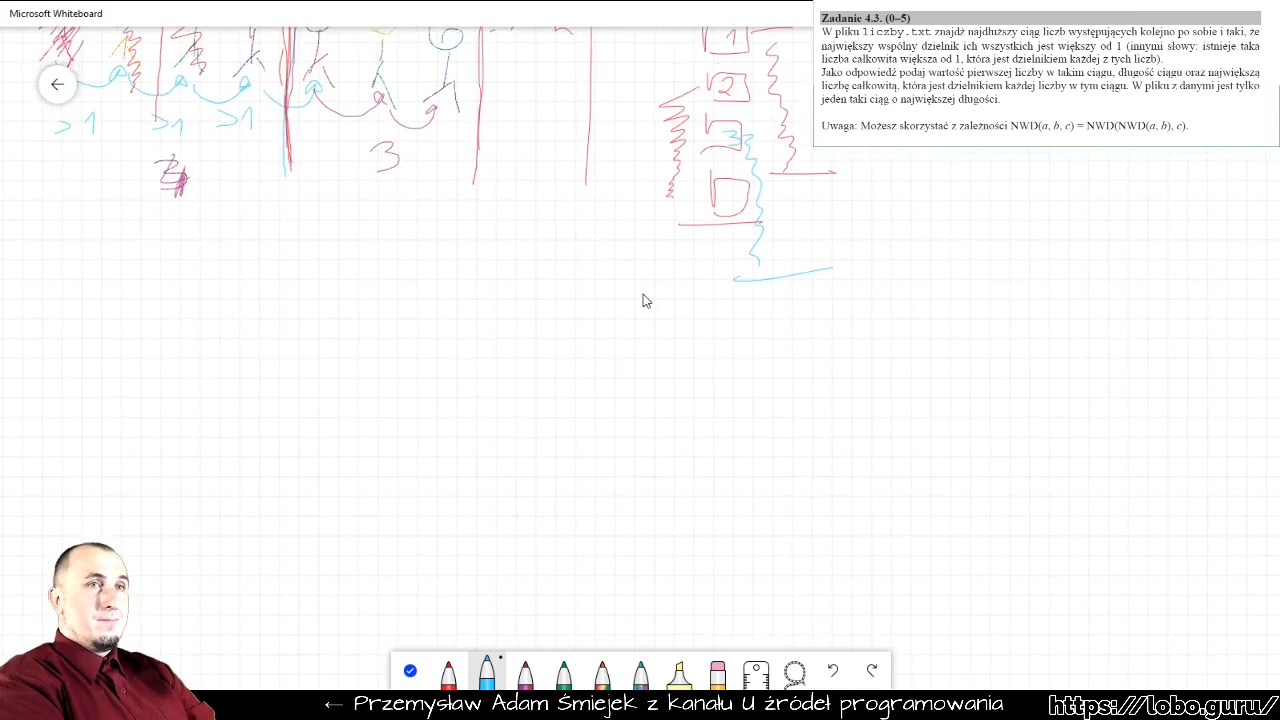 Microsoft Whiteboard
Zadanie 4.3. (0–5)
W pliku liczby.txt znajdź najdłuższy ciąg liczb występujących kolejno po sobie i taki, że
największy wspólny dzielnik ich wszystkich jest większy od 1 (innymi słowy: istnieje taka
liczba całkowita większa od 1, która jest dzielnikiem każdej z tych liczb).
Jako odpowiedź podaj wartość pierwszej liczby w takim ciągu, długość ciągu oraz największą
liczbę całkowitą, która jest dzielnikiem każdej liczby w tym ciągu. W pliku z danymi jest tylko
jeden taki ciąg o największej długości.
Uwaga: Możesz skorzystać z zależności NWD(a, b, c) = NWD(NWD(a, b), c).
1
2
3
>1 >1 >1
3
← Przemysław Adam Śmiejek z kanału U źródeł programowania
https://lobo.guru/